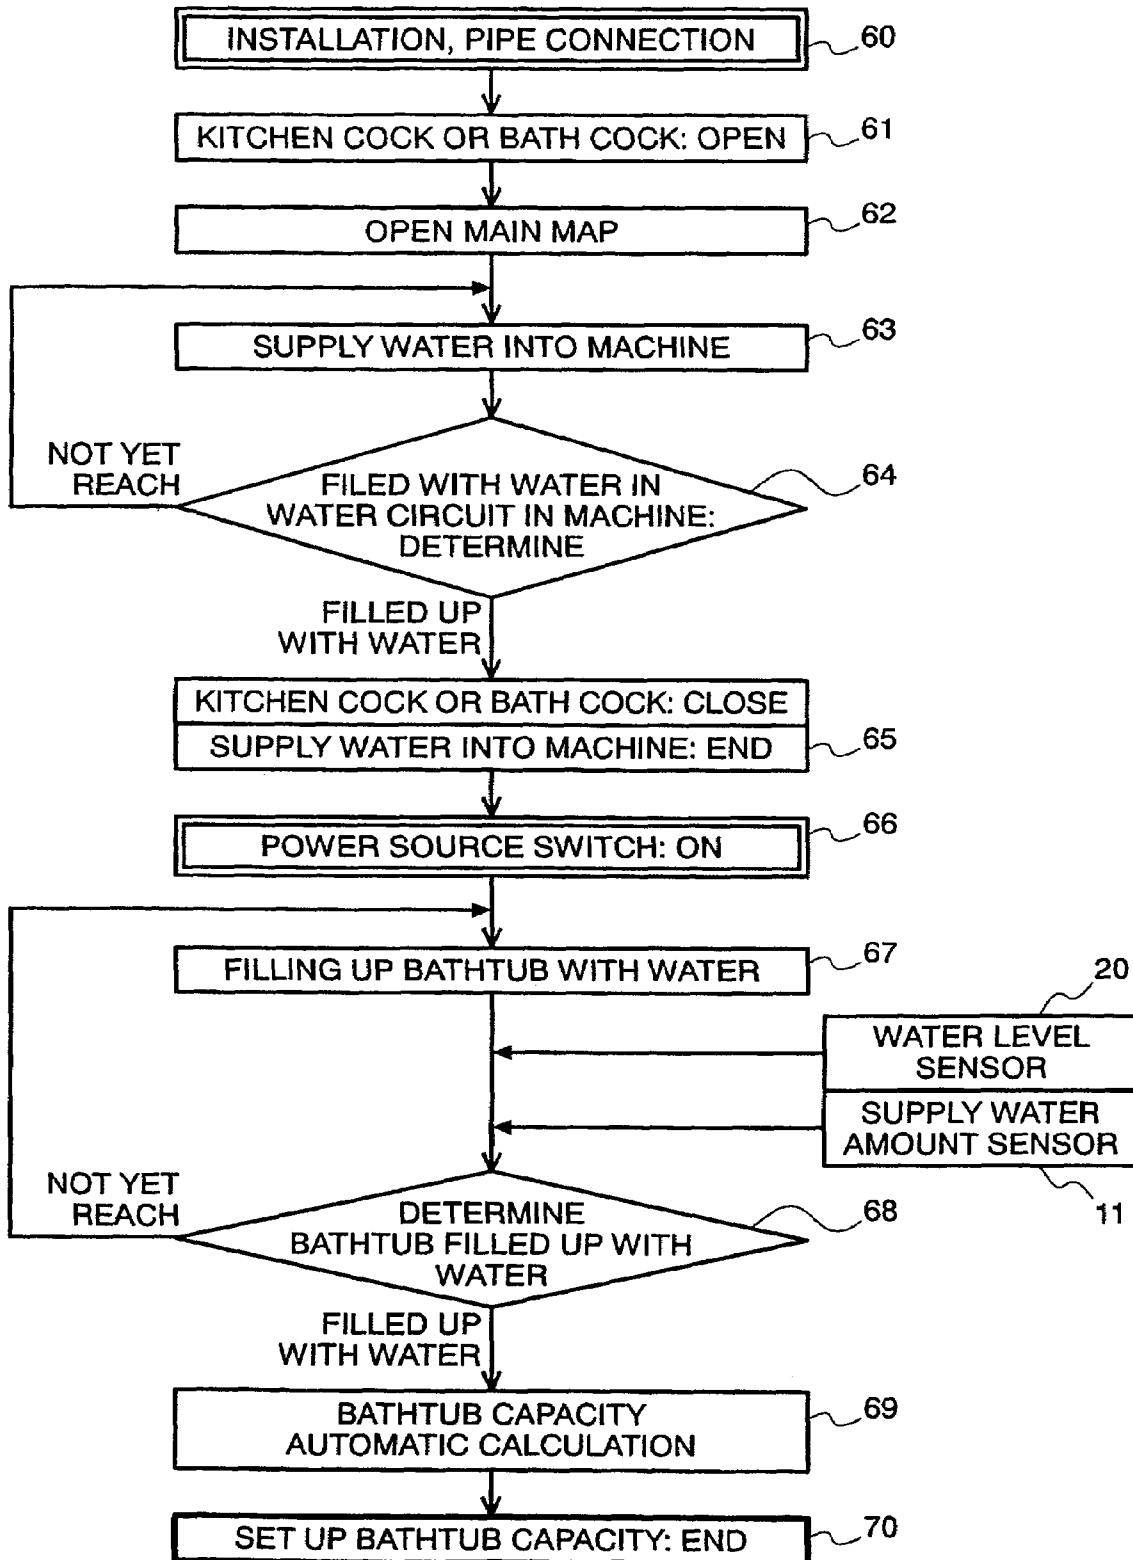 INSTALLATION, PIPE CONNECTION
60
KITCHEN COCK OR BATH COCK: OPEN
61
OPEN MAIN MAP
62
SUPPLY WATER INTO MACHINE
63
NOT YET
REACH
FILED WITH WATER IN
WATER CIRCUIT IN MACHINE:
DETERMINE
64
FILLED UP
WITH WATER
KITCHEN COCK OR BATH COCK: CLOSE
SUPPLY WATER INTO MACHINE: END
65
POWER SOURCE SWITCH: ON
66
FILLING UP BATHTUB WITH WATER
67
20
WATER LEVEL
SENSOR
SUPPLY WATER
AMOUNT SENSOR
11
NOT YET
REACH
DETERMINE
BATHTUB FILLED UP WITH
WATER
68
FILLED UP
WITH WATER
BATHTUB CAPACITY
AUTOMATIC CALCULATION
69
SET UP BATHTUB CAPACITY: END
70